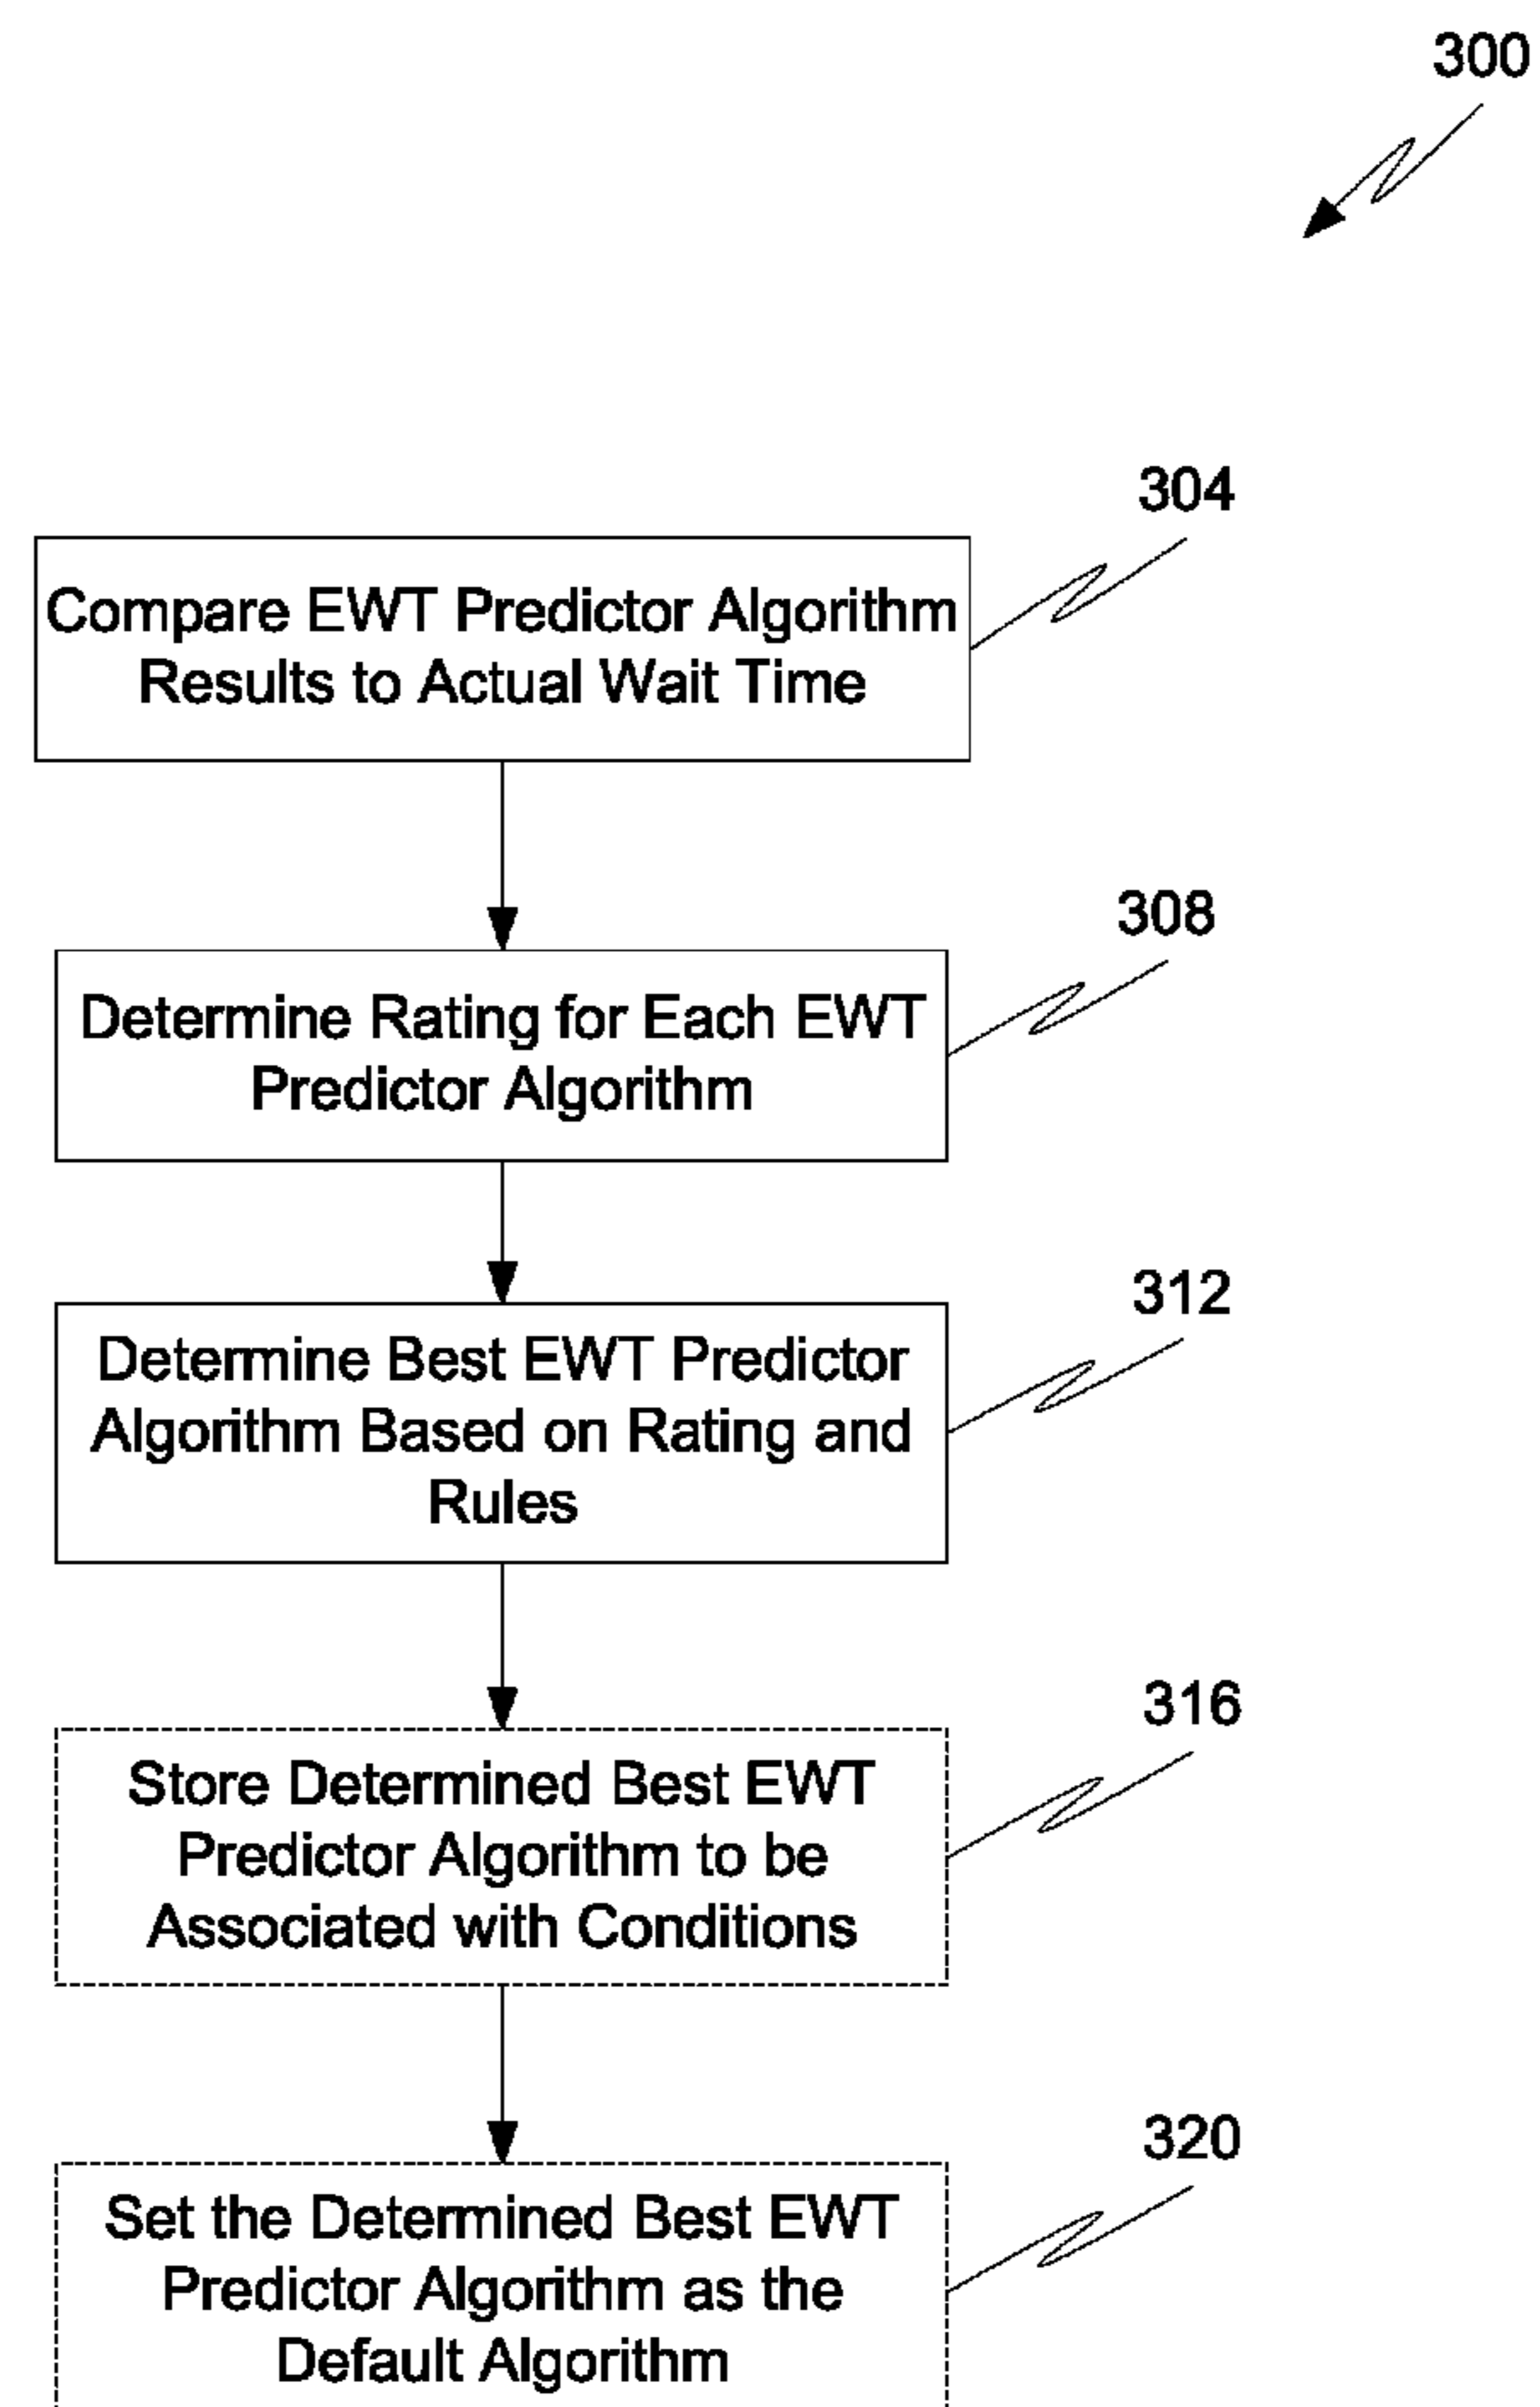 300
304
Compare EWT Predictor Algorithm
Results to Actual Wait Time
308
Determine Rating for Each EWT
Predictor Algorithm
312
Determine Best EWT Predictor
Algorithm Based on Rating and
Rules
316
Store Determined Best EWT
Predictor Algorithm to be
Associated with Conditions
320
Set the Determined Best EWT
Predictor Algorithm as the
Default Algorithm